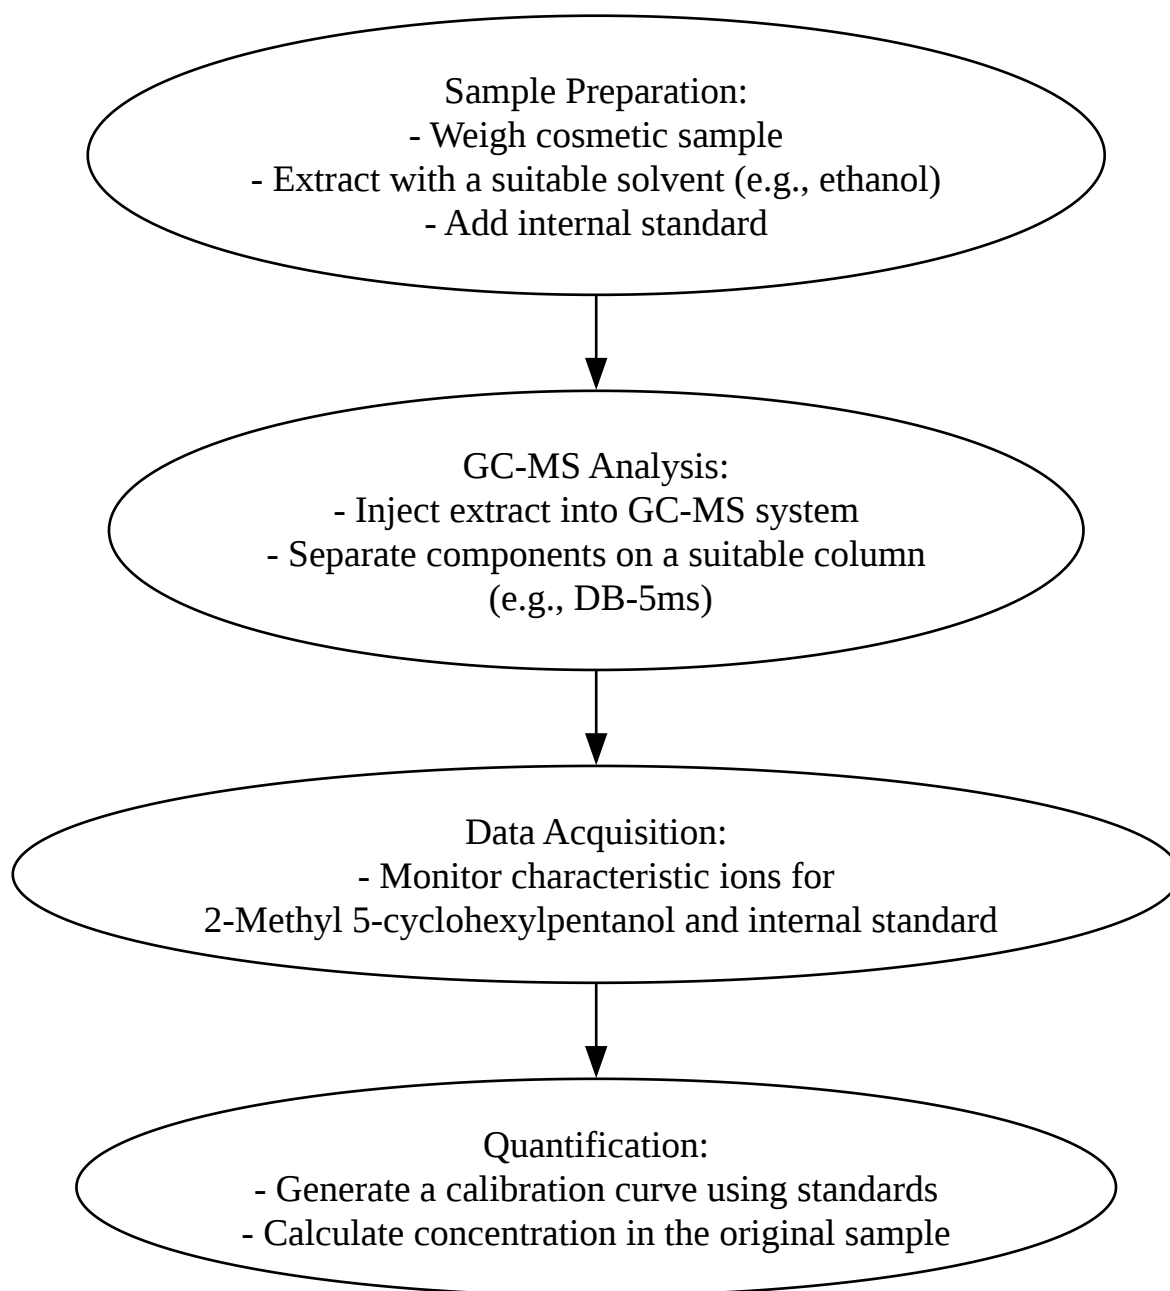 Sample Preparation:
- Weigh cosmetic sample
- Extract with a suitable solvent (e.g., ethanol)
- Add internal standard
GC-MS Analysis:
- Inject extract into GC-MS system
- Separate components on a suitable column
(e.g., DB-5ms)
Data Acquisition:
- Monitor characteristic ions for
2-Methyl 5-cyclohexylpentanol and internal standard
Quantification:
- Generate a calibration curve using standards
- Calculate concentration in the original sample